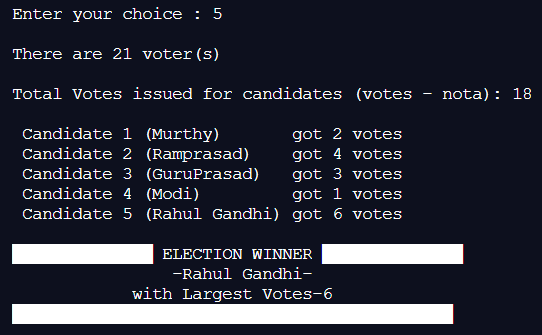 Enter your choice : 5
There are 21 voter(s)
Total Votes issued for candidates (votes - nota): 18
Candidate 1 (Murthy) got 2 votes
Candidate 2 (Ramprasad) got 4 votes
Candidate 3 (GuruPrasad) got 3 votes
Candidate 4 (Modi) got 1 votes
Candidate 5 (Rahul Gandhi) got 6 votes
ELECTION WINNER
-Rahul Gandhi-
with Largest Votes-6